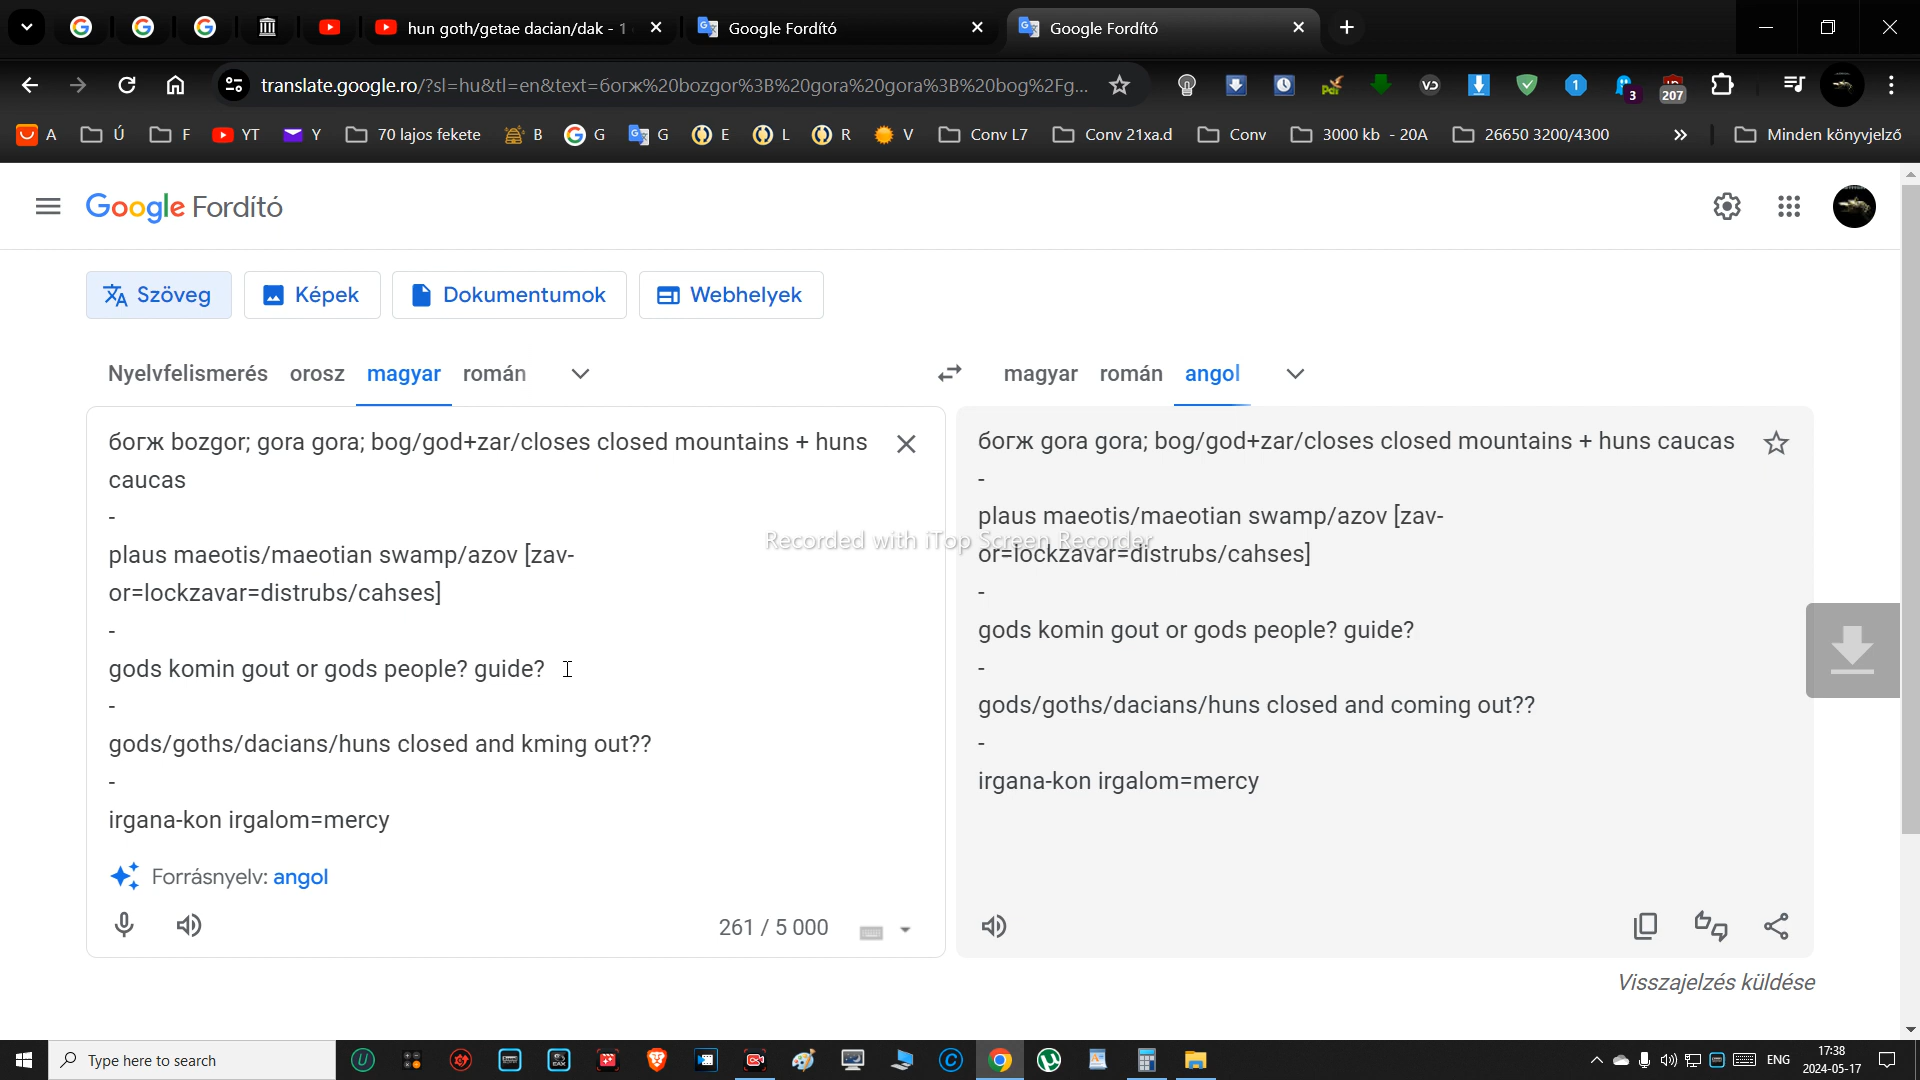 hun goth/getae dacian/dak - 1
Google Fordító
Google Fordító
translate.google.ro/?sl=hu&tl=en&text=богж%20bozgor%3B%20gora%20gora%3B%20bog%2Fg...
3
207
A
Ú
F
YT
Y
70 lajos fekete
B
G
G
E
L
R
V
Conv L7
Conv 21xa.d
Conv
3000 kb - 20A
26650 3200/4300
»
Minden könyvjelző
Google Fordító
Szöveg
Képek
Dokumentumok
Webhelyek
Nyelvfelismerés orosz magyar román
magyar román angol
богж bozgor; gora gora; bog/god+zar/closes closed mountains + huns
caucas
-
plaus maeotis/maeotian swamp/azov [zav-
or=lockzavar=distrubs/cahses]
-
gods komin gout or gods people? guide?
-
gods/goths/dacians/huns closed and kming out??
-
irgana-kon irgalom=mercy
Forrásnyelv: angol
261 / 5 000
богж gora gora; bog/god+zar/closes closed mountains + huns caucas
-
plaus maeotis/maeotian swamp/azov [zav-
or=lockzavar=distrubs/cahses]
-
gods komin gout or gods people? guide?
-
gods/goths/dacians/huns closed and coming out??
-
irgana-kon irgalom=mercy
Recorded with iTop Screen Recorder
Visszajelzés küldése
Type here to search
ENG
17:38
2024-05-17